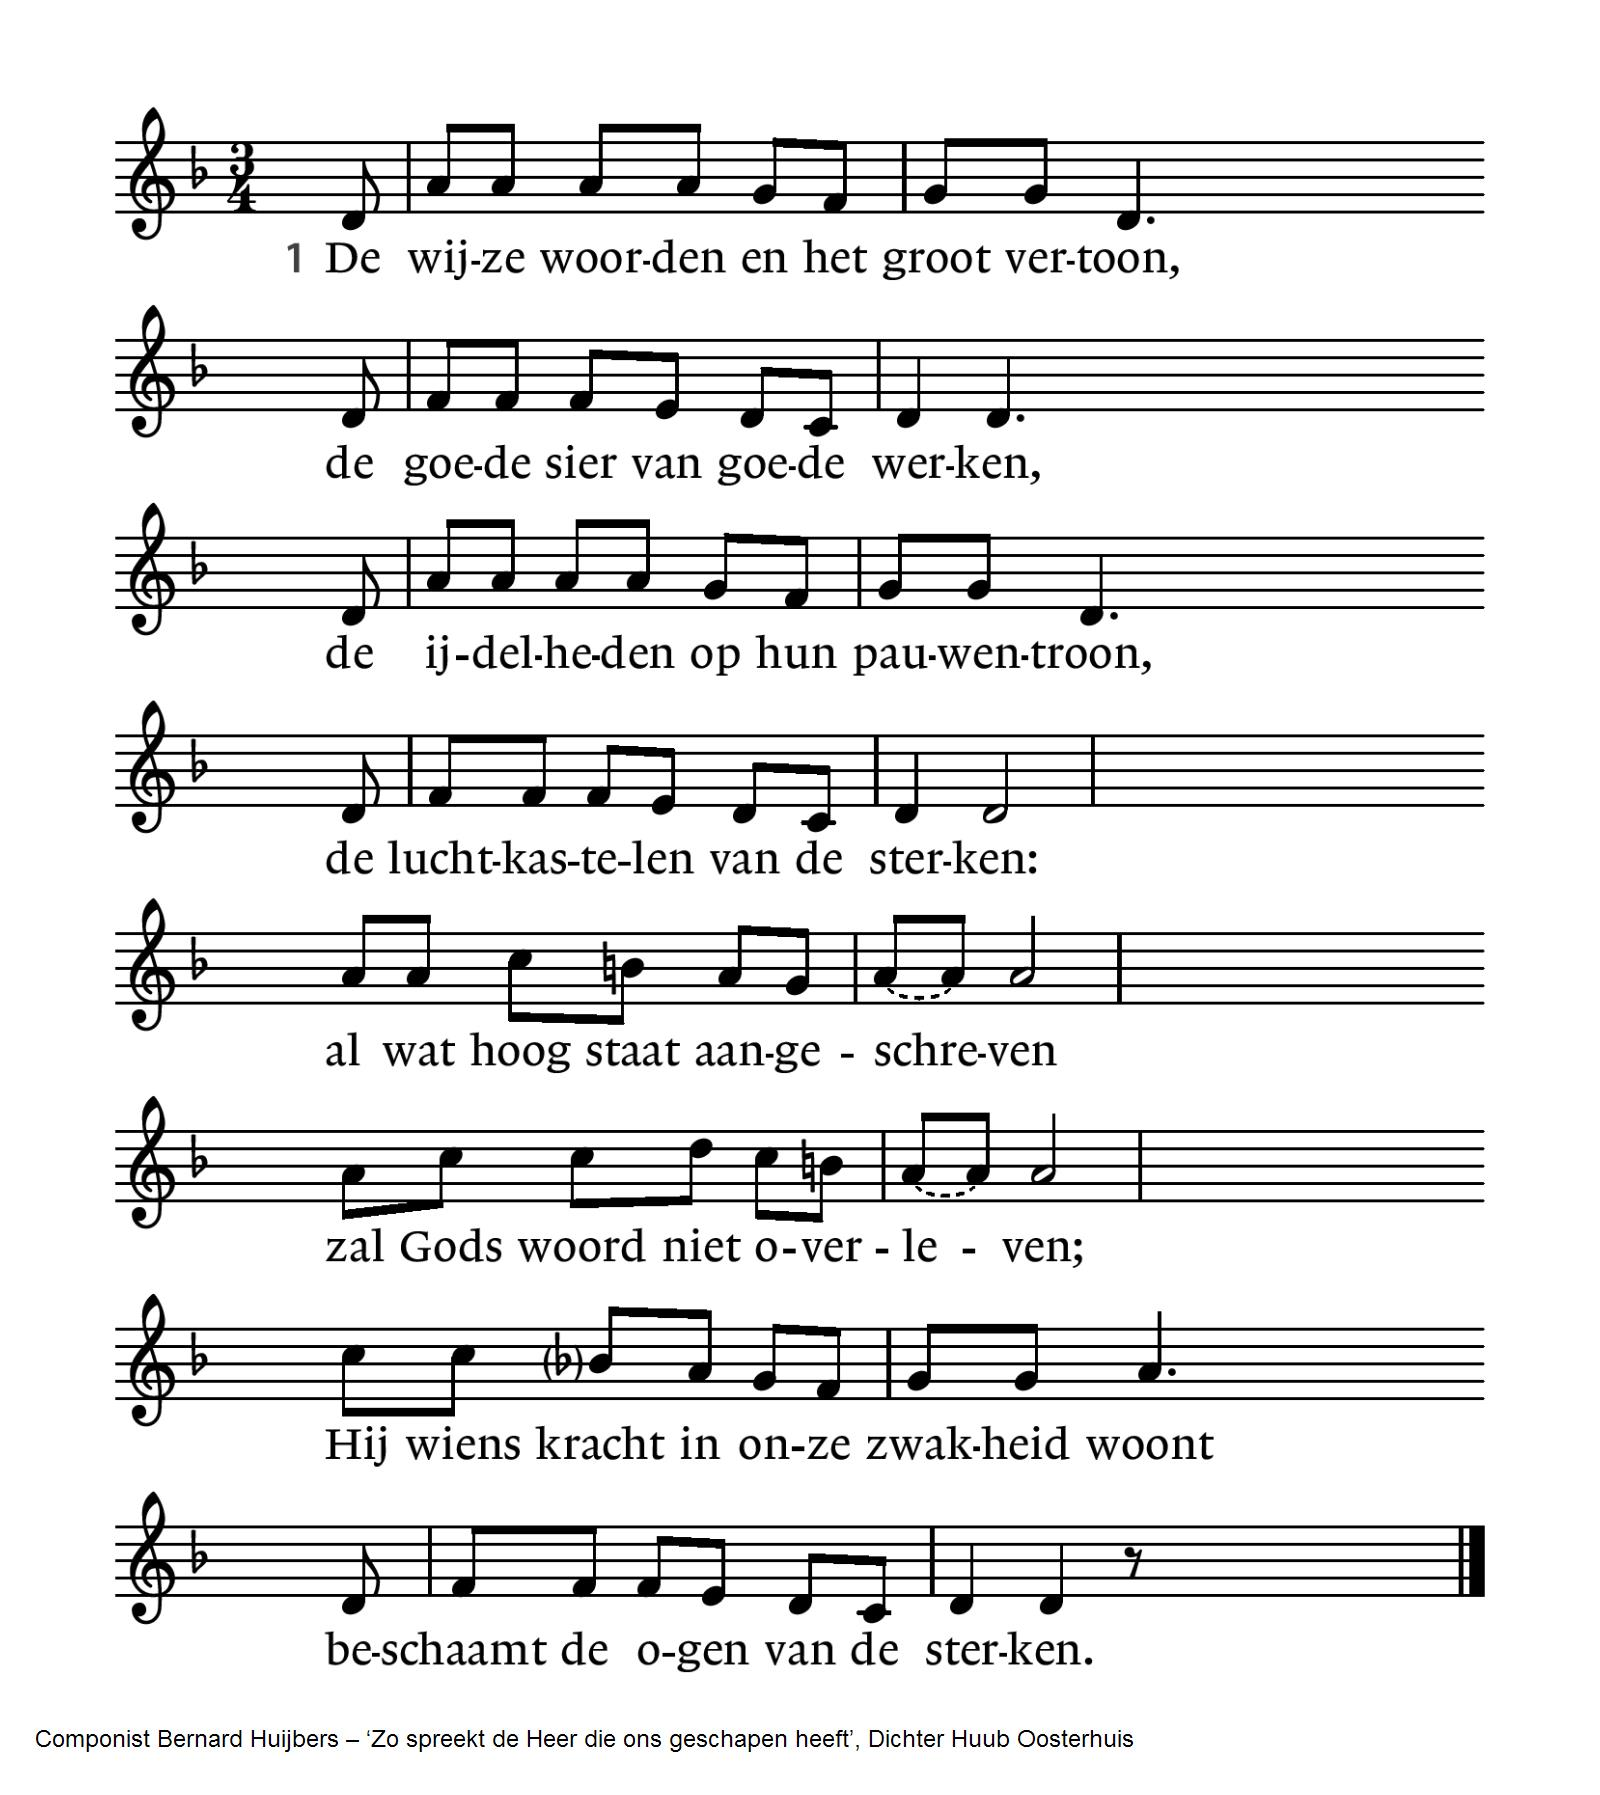 3
4
1 De wij-ze woor-den en het groot ver-toon,
de goe-de sier van goe-de wer-ken,
de ij-del-he-den op hun pau-wen-troon,
de lucht-kas-te-len van de ster-ken:
al wat hoog staat aan-ge - schre-ven
zal Gods woord niet o-ver - le - ven;
Hij wiens kracht in on-ze zwak-heid woont
be-schaamt de o-gen van de ster-ken.
Componist Bernard Huijbers – ‘Zo spreekt de Heer die ons geschapen heeft’, Dichter Huub Oosterhuis